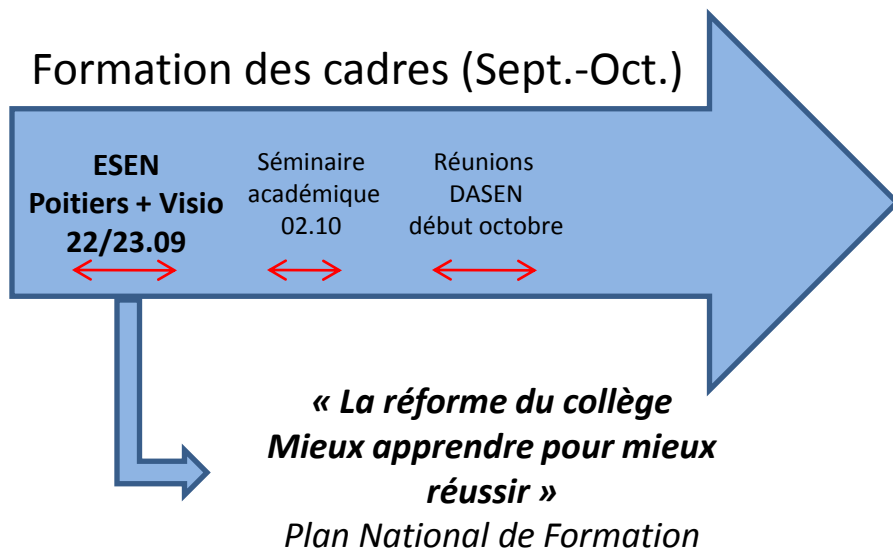 Formation des cadres (Sept.-Oct.)
ESEN
Poitiers + Visio
22/23.09
Séminaire
académique
02.10
Réunions
DASEN
début octobre
« La réforme du collège
Mieux apprendre pour mieux
réussir »
Plan National de Formation